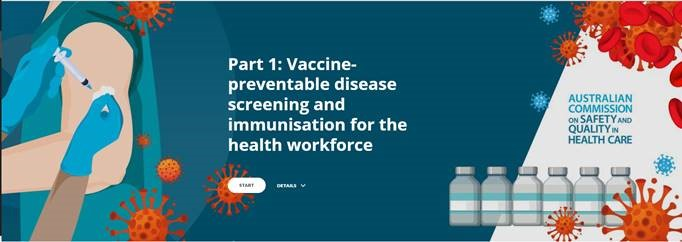 Part 1: Vaccine-
preventable disease
screening and
immunisation for the
health workforce
START
DETAILS
AUSTRALIAN
COMMISSION
ON SAFETY AND
QUALITY IN
HEALTH CARE